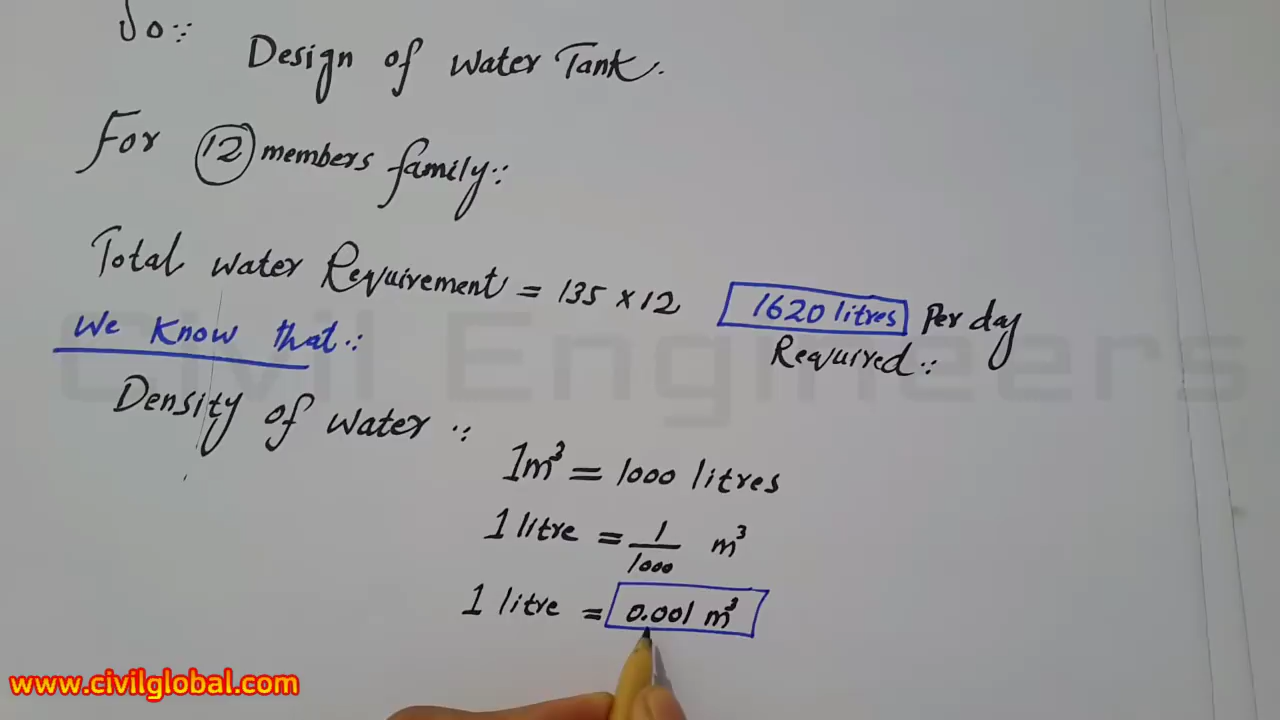 So::
Design of Water Tank.
For 12 members family::
Total water Requirement = 135 × 12 1620 litres Per day
Required::
We Know that::
Density of Water ::
1m³ = 1000 litres
1 litre = 1/1000 m³
1 litre = 0.001 m³
Civil Engineers
www.civilglobal.com